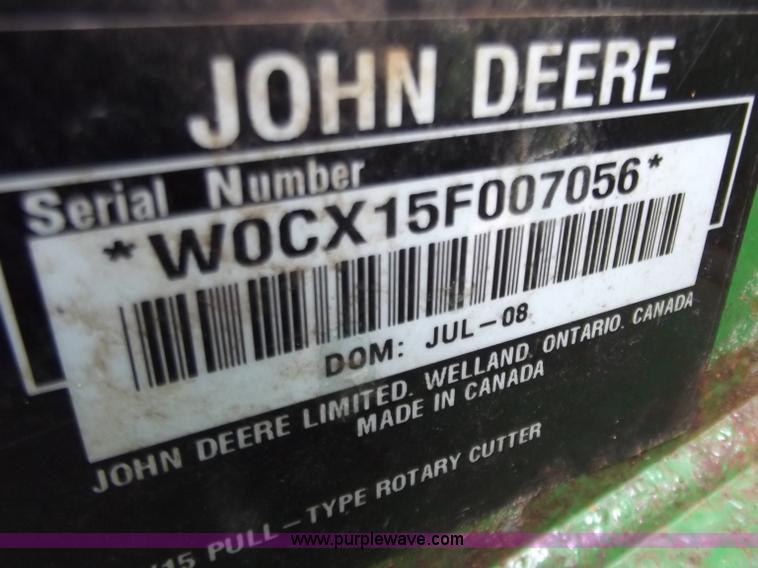 JOHN DEERE
Serial Number
*W0CX15F007056*
DOM: JUL-08
JOHN DEERE LIMITED. WELLAND. ONTARIO. CANADA
MADE IN CANADA
15 PULL-TYPE ROTARY CUTTER
www.purplewave.com